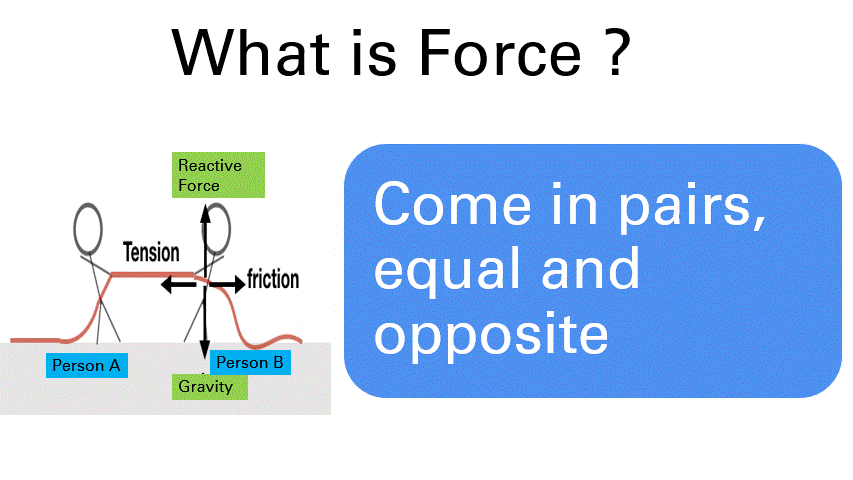 What is Force ?
Reactive
Force
Tension
friction
Person A
Person B
Gravity
Come in pairs,
equal and
opposite